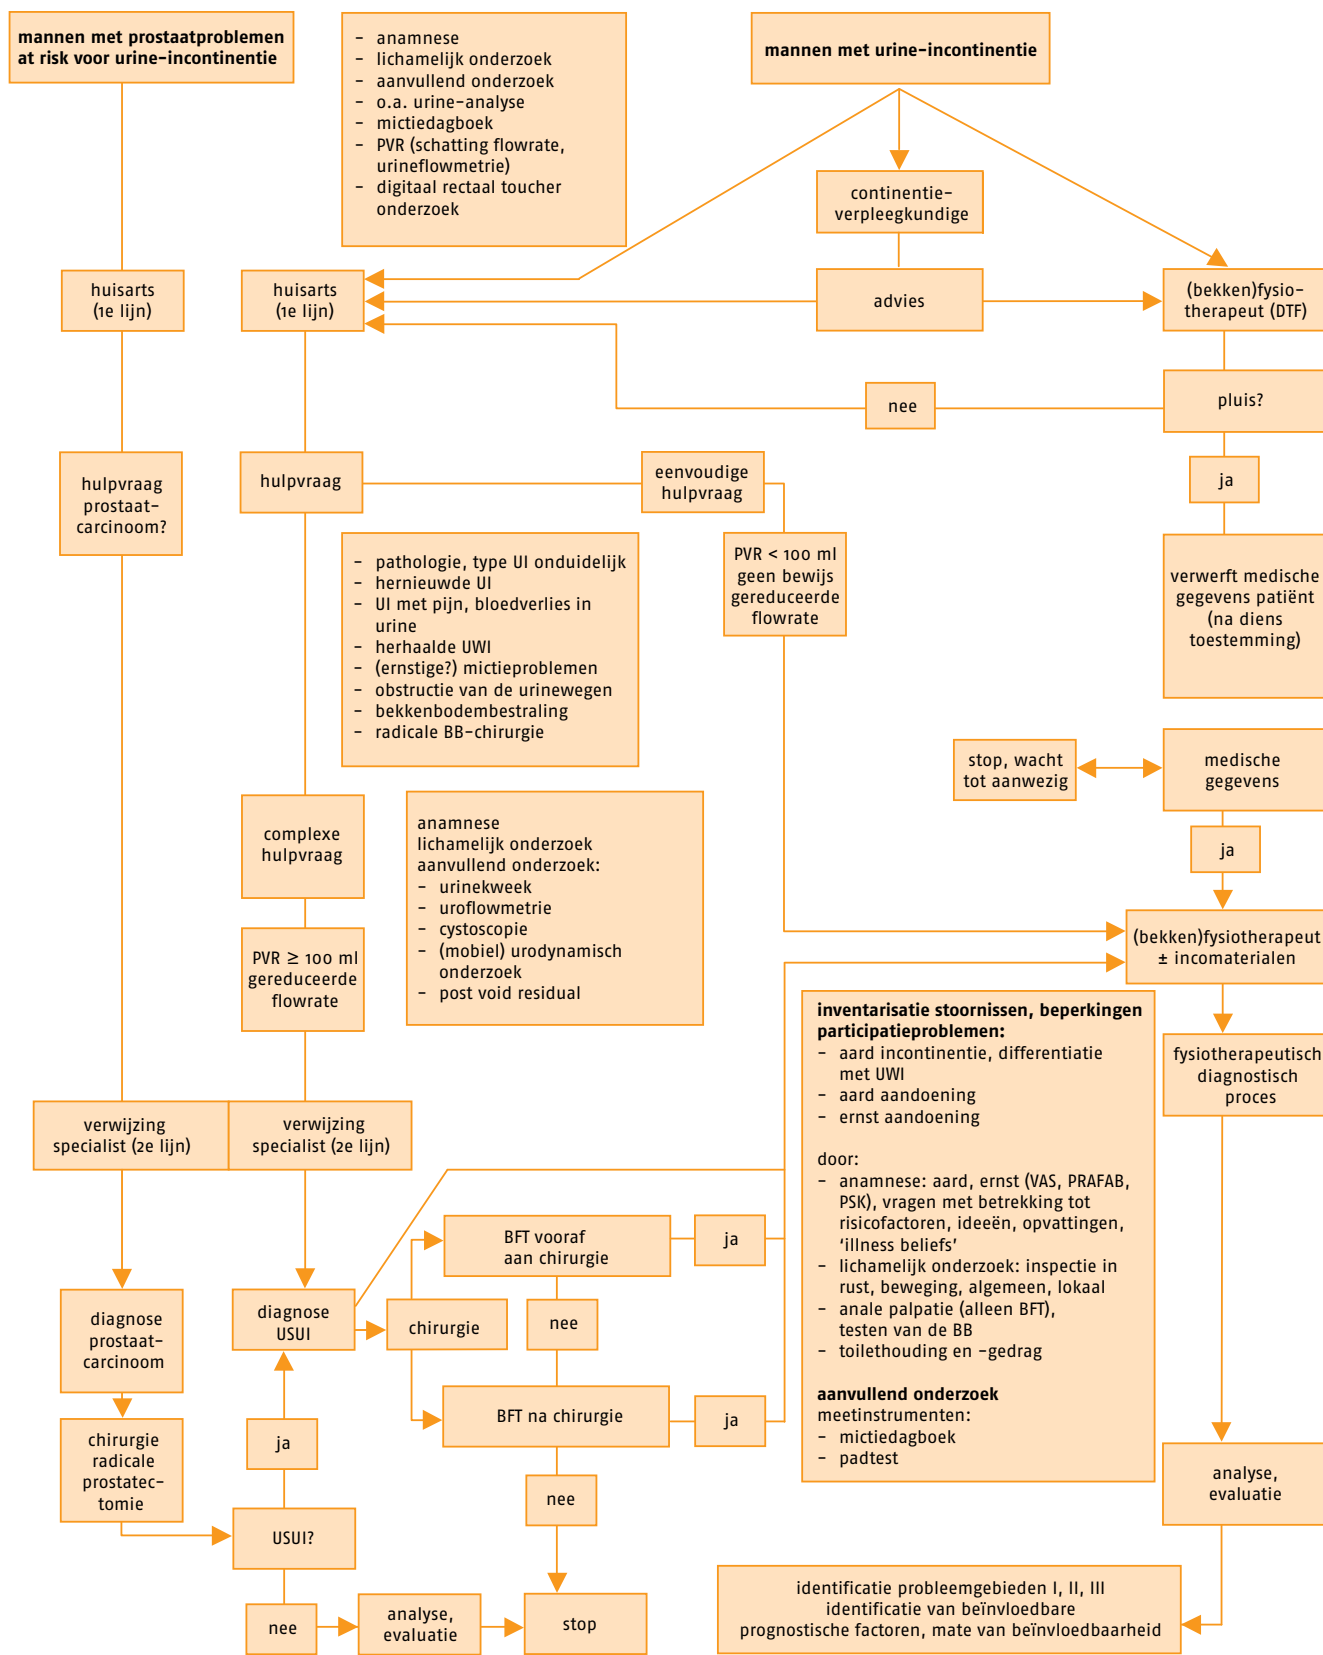 mannen met prostaatproblemen
at risk voor urine-incontinentie
- anamnese
- lichamelijk onderzoek
- aanvullend onderzoek
- o.a. urine-analyse
- mictiedagboek
- PVR (schatting flowrate,
urineflowmetrie)
- digitaal rectaal toucher
onderzoek
mannen met urine-incontentie
continentie-
verpleegkundige
huisarts
(1e lijn)
huisarts
(1e lijn)
advies
(bekken)fysio-
therapeut (DTF)
nee
pluis?
ja
hulpvraag
prostaat-
carcinoom?
hulpvraag
eenvoudige
hulpvraag
PVR < 100 ml
geen bewijs
gereduceerde
flowrate
verwerft medische
gegevens patiënt
(na diens
toestemming)
- pathologie, type UI onduidelijk
- hernieuwde UI
- UI met pijn, bloedverlies in
urine
- herhaalde UWI
- (ernstige?) mictieproblemen
- obstructie van de urinewegen
- bekkenbodembestraling
- radicale BB-chirurgie
stop, wacht
tot aanwezig
medische
gegevens
ja
complexe
hulpvraag
anamnese
lichamelijk onderzoek
aanvullend onderzoek:
- urinekweek
- uroflowmetrie
- cystoscopie
- (mobiel) urodynamisch
onderzoek
- post void residual
PVR ≥ 100 ml
gereduceerde
flowrate
(bekken)fysiotherapeut
± incomaterialen
fysiotherapeutisch
diagnostisch
proces
inventarisatie stoornissen, beperkingen
participatieproblemen:
- aard incontinentie, differentiatie
met UWI
- aard aandoening
- ernst aandoening
door:
- anamnese: aard, ernst (VAS, PRAFAB,
PSK), vragen met betrekking tot
risicofactoren, ideeën, opvattingen,
‘illness beliefs’
- lichamelijk onderzoek: inspectie in
rust, beweging, algemeen, lokaal
- anale palpatie (alleen BFT),
testen van de BB
- toilethouding en -gedrag
aanvullend onderzoek
meetinstrumenten:
- mictiedagboek
- padtest
verwijzing
specialist (2e lijn)
verwijzing
specialist (2e lijn)
BFT vooraf
aan chirurgie
ja
diagnose
prostaat-
carcinoom
diagnose
USUI
chirurgie
nee
BFT na chirurgie
ja
chirurgie
radicale
prostatec-
tomie
ja
nee
USUI?
analyse,
evaluatie
nee
analyse,
evaluatie
stop
identificatie probleemgebieden I, II, III
identificatie van beïnvloedbare
prognostische factoren, mate van beïnvloedbaarheid